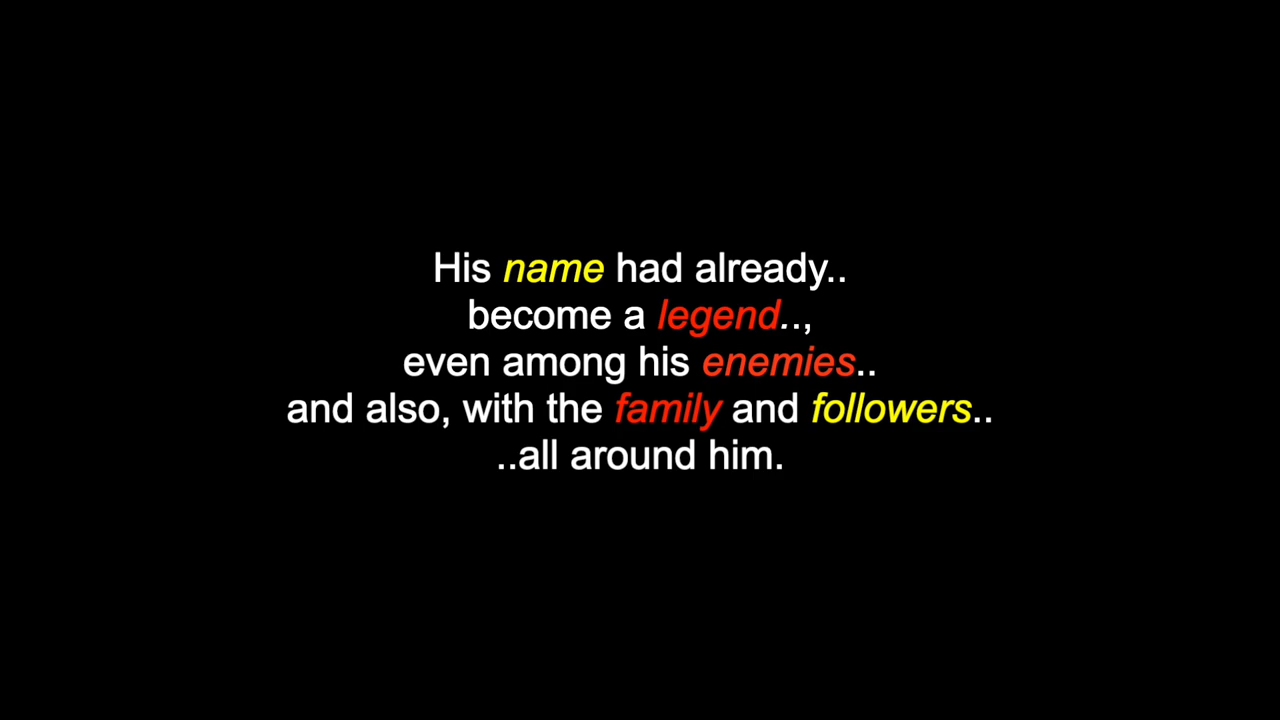 His name had already..
become a legend..,
even among his enemies..
and also, with the family and followers..
..all around him.